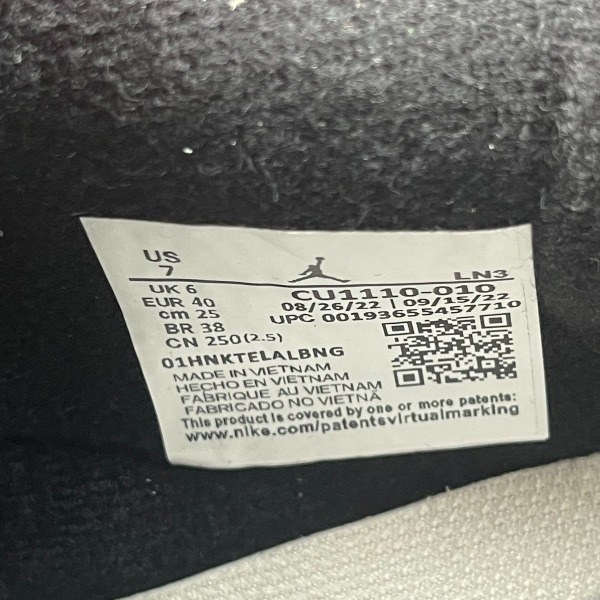 US
7
UK 6
EUR 40
cm 25
BR 38
CN 250(2.5)
LN3
CU1110-010
08/26/22 | 09/15/22
UPC 00193655457710
01HNKTELALBNG
MADE IN VIETNAM
HECHO EN VIETNAM
FABRIQUE AU VIETNAM
FABRICADO NO VIETNÃ
This product is covered by one or more patents:
www.nike.com/patentsvirtualmarking